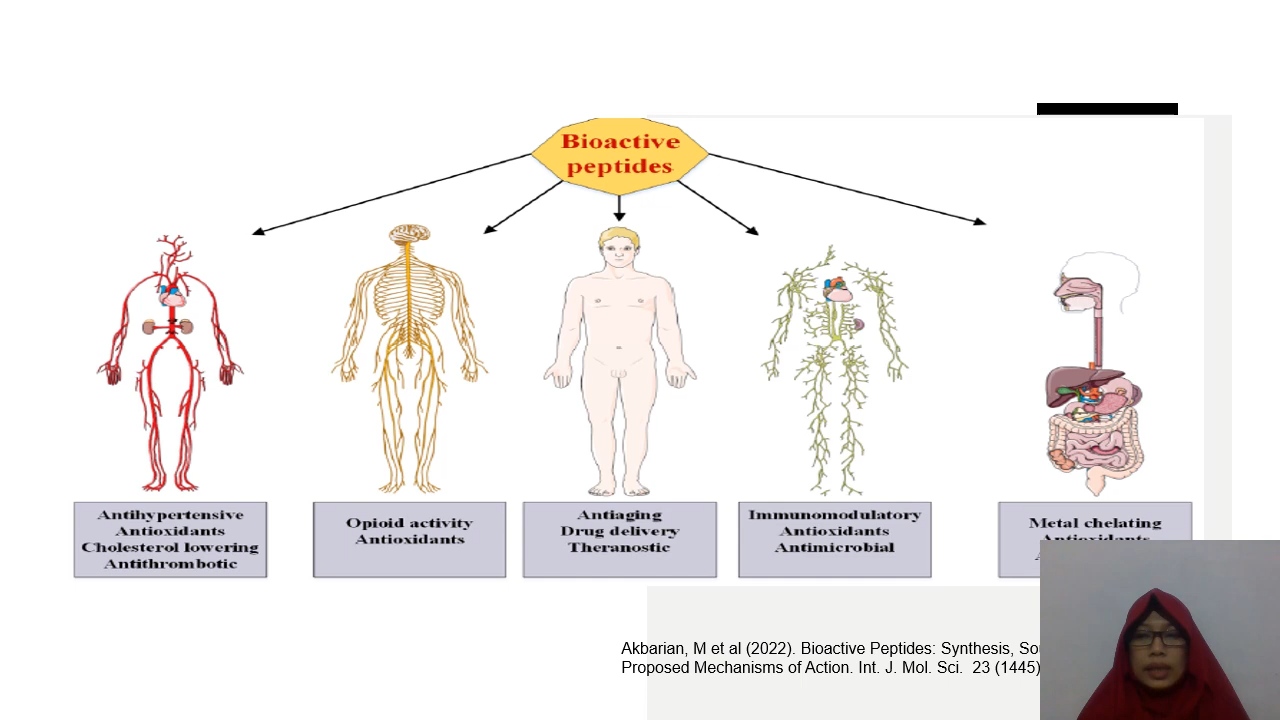 Bioactive
peptides
Antihypertensive
Antioxidants
Cholesterol lowering
Antithrombotic
Opioid activity
Antioxidants
Antiaging
Drug delivery
Theranostic
Immunomodulatory
Antioxidants
Antimicrobial
Metal chelating
Antioxidants
Akbarian, M et al (2022). Bioactive Peptides: Synthesis,
Proposed Mechanisms of Action. Int. J. Mol. Sci. 23 (1445)